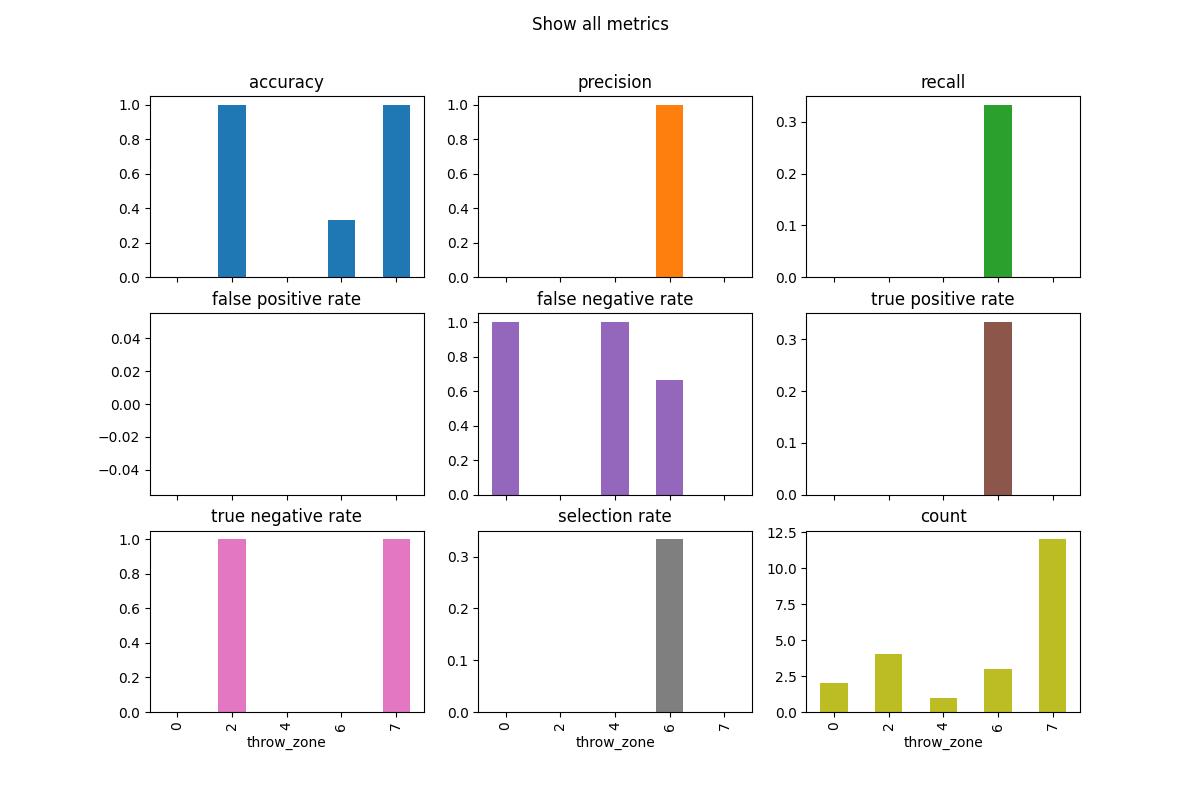 Show all metrics
accuracy
1.0
0.8
0.6
0.4
0.2
0.0
precision
1.0
0.8
0.6
0.4
0.2
0.0
recall
0.3
0.2
0.1
0.0
false positive rate
0.04
0.02
0.00
−0.02
−0.04
false negative rate
1.0
0.8
0.6
0.4
0.2
0.0
true positive rate
0.3
0.2
0.1
0.0
true negative rate
1.0
0.8
0.6
0.4
0.2
0.0
0 2 4 6 7
throw_zone
selection rate
0.3
0.2
0.1
0.0
0 2 4 6 7
throw_zone
count
12.5
10.0
7.5
5.0
2.5
0.0
0 2 4 6 7
throw_zone